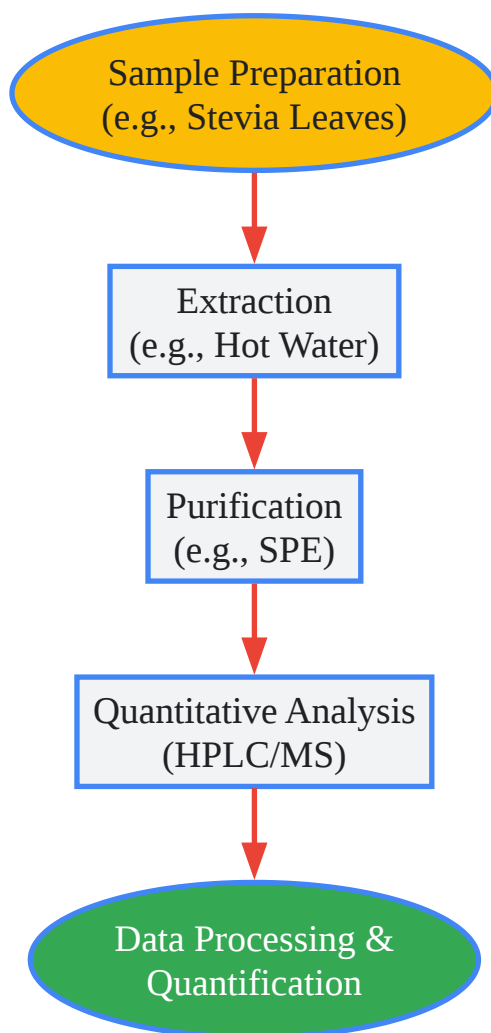 Sample Preparation
(e.g., Stevia Leaves)
Extraction
(e.g., Hot Water)
Purification
(e.g., SPE)
Quantitative Analysis
(HPLC/MS)
Data Processing &
Quantification